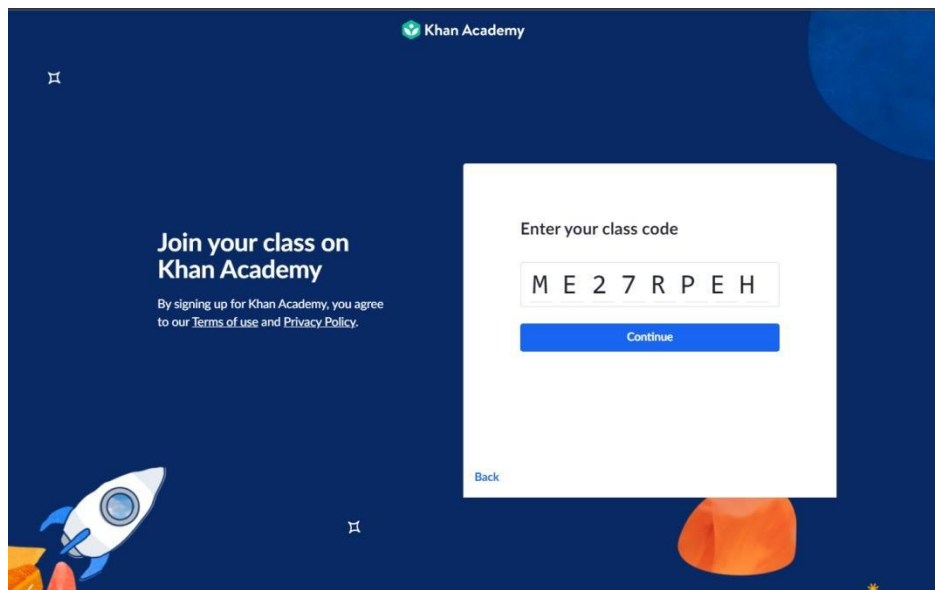 Khan Academy
Join your class on
Khan Academy
By signing up for Khan Academy, you agree
to our Terms of use and Privacy Policy.
Enter your class code
M E 2 7 R P E H
Continue
Back